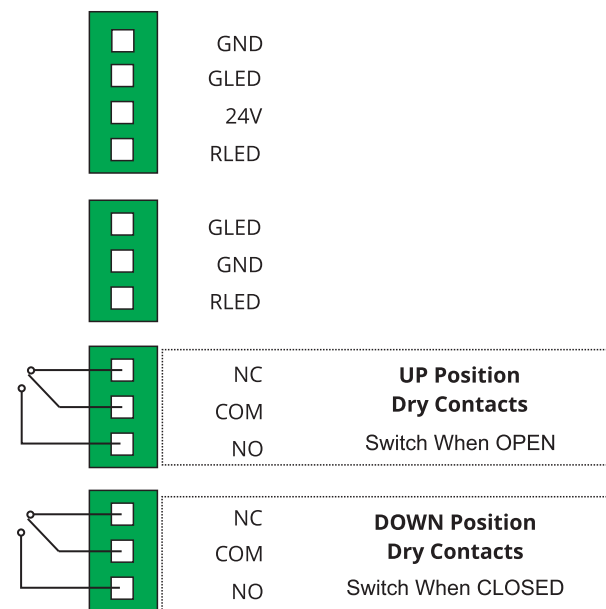 GND
GLED
24V
RLED
GLED
GND
RLED
NC
COM
NO
UP Position
Dry Contacts
Switch When OPEN
NC
COM
NO
DOWN Position
Dry Contacts
Switch When CLOSED